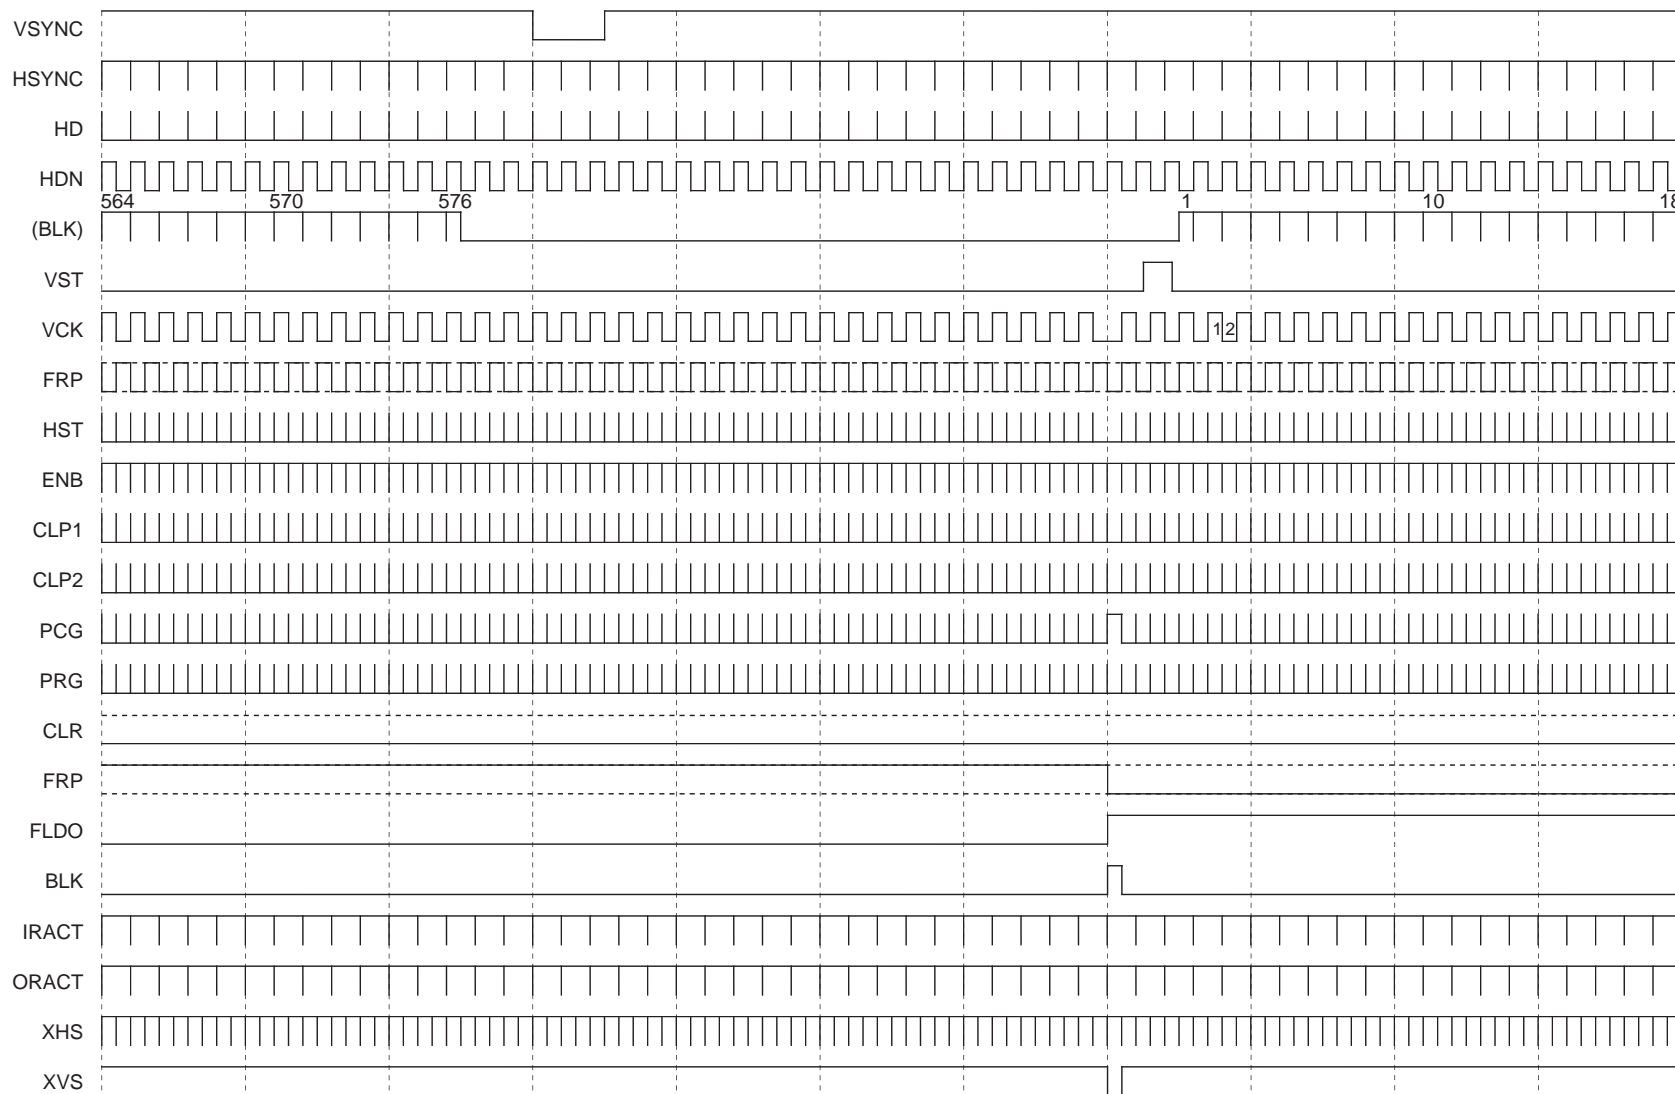 VSYNC
HSYNC
HD
HDN
564 570 576 1 10 18
(BLK)
VST
VCK 1 2
FRP
HST
ENB
CLP1
CLP2
PCG
PRG
CLR
FRP
FLDO
BLK
IRACT
ORACT
XHS
XVS